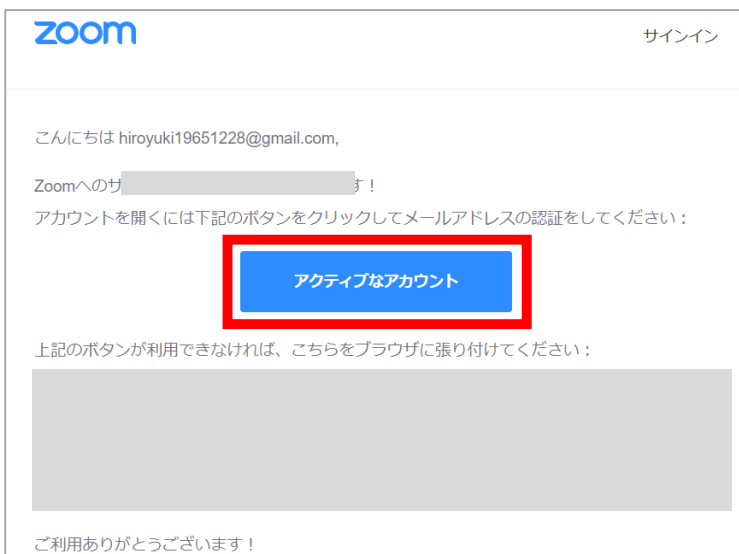 zoom
サインイン
こんにちは hiroyuki19651228@gmail.com,
Zoomへのサ す！
アカウントを開くには下記のボタンをクリックしてメールアドレスの認証をしてください：
アクティブなアカウント
上記のボタンが利用できなければ、こちらをブラウザに張り付けてください：
ご利用ありがとうございます！